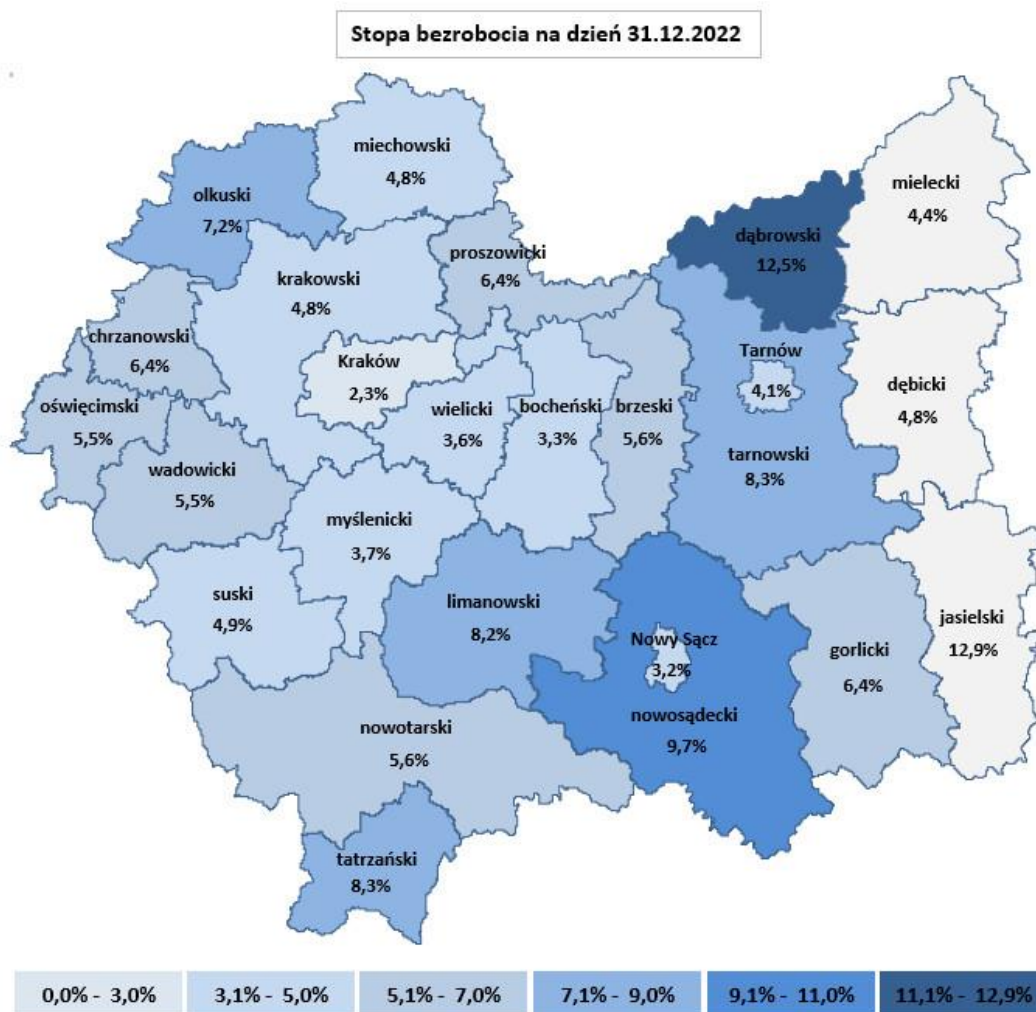 Stopa bezrobocia na dzień 31.12.2022
miechowski
4,8%
olkuski
7,2%
mielecki
4,4%
dąbrowski
12,5%
proszowicki
6,4%
krakowski
4,8%
chrzanowski
6,4%
Kraków
2,3%
Tarnów
4,1%
dębicki
4,8%
oświęcimski
5,5%
wielicki
3,6%
bocheński
3,3%
brzeski
5,6%
tarnowski
8,3%
wadowicki
5,5%
myślenicki
3,7%
suski
4,9%
limanowski
8,2%
jasielski
12,9%
Nowy Sącz
3,2%
gorlicki
6,4%
nowosądecki
9,7%
nowotarski
5,6%
tatrzański
8,3%
0,0% - 3,0%
3,1% - 5,0%
5,1% - 7,0%
7,1% - 9,0%
9,1% - 11,0%
11,1% - 12,9%